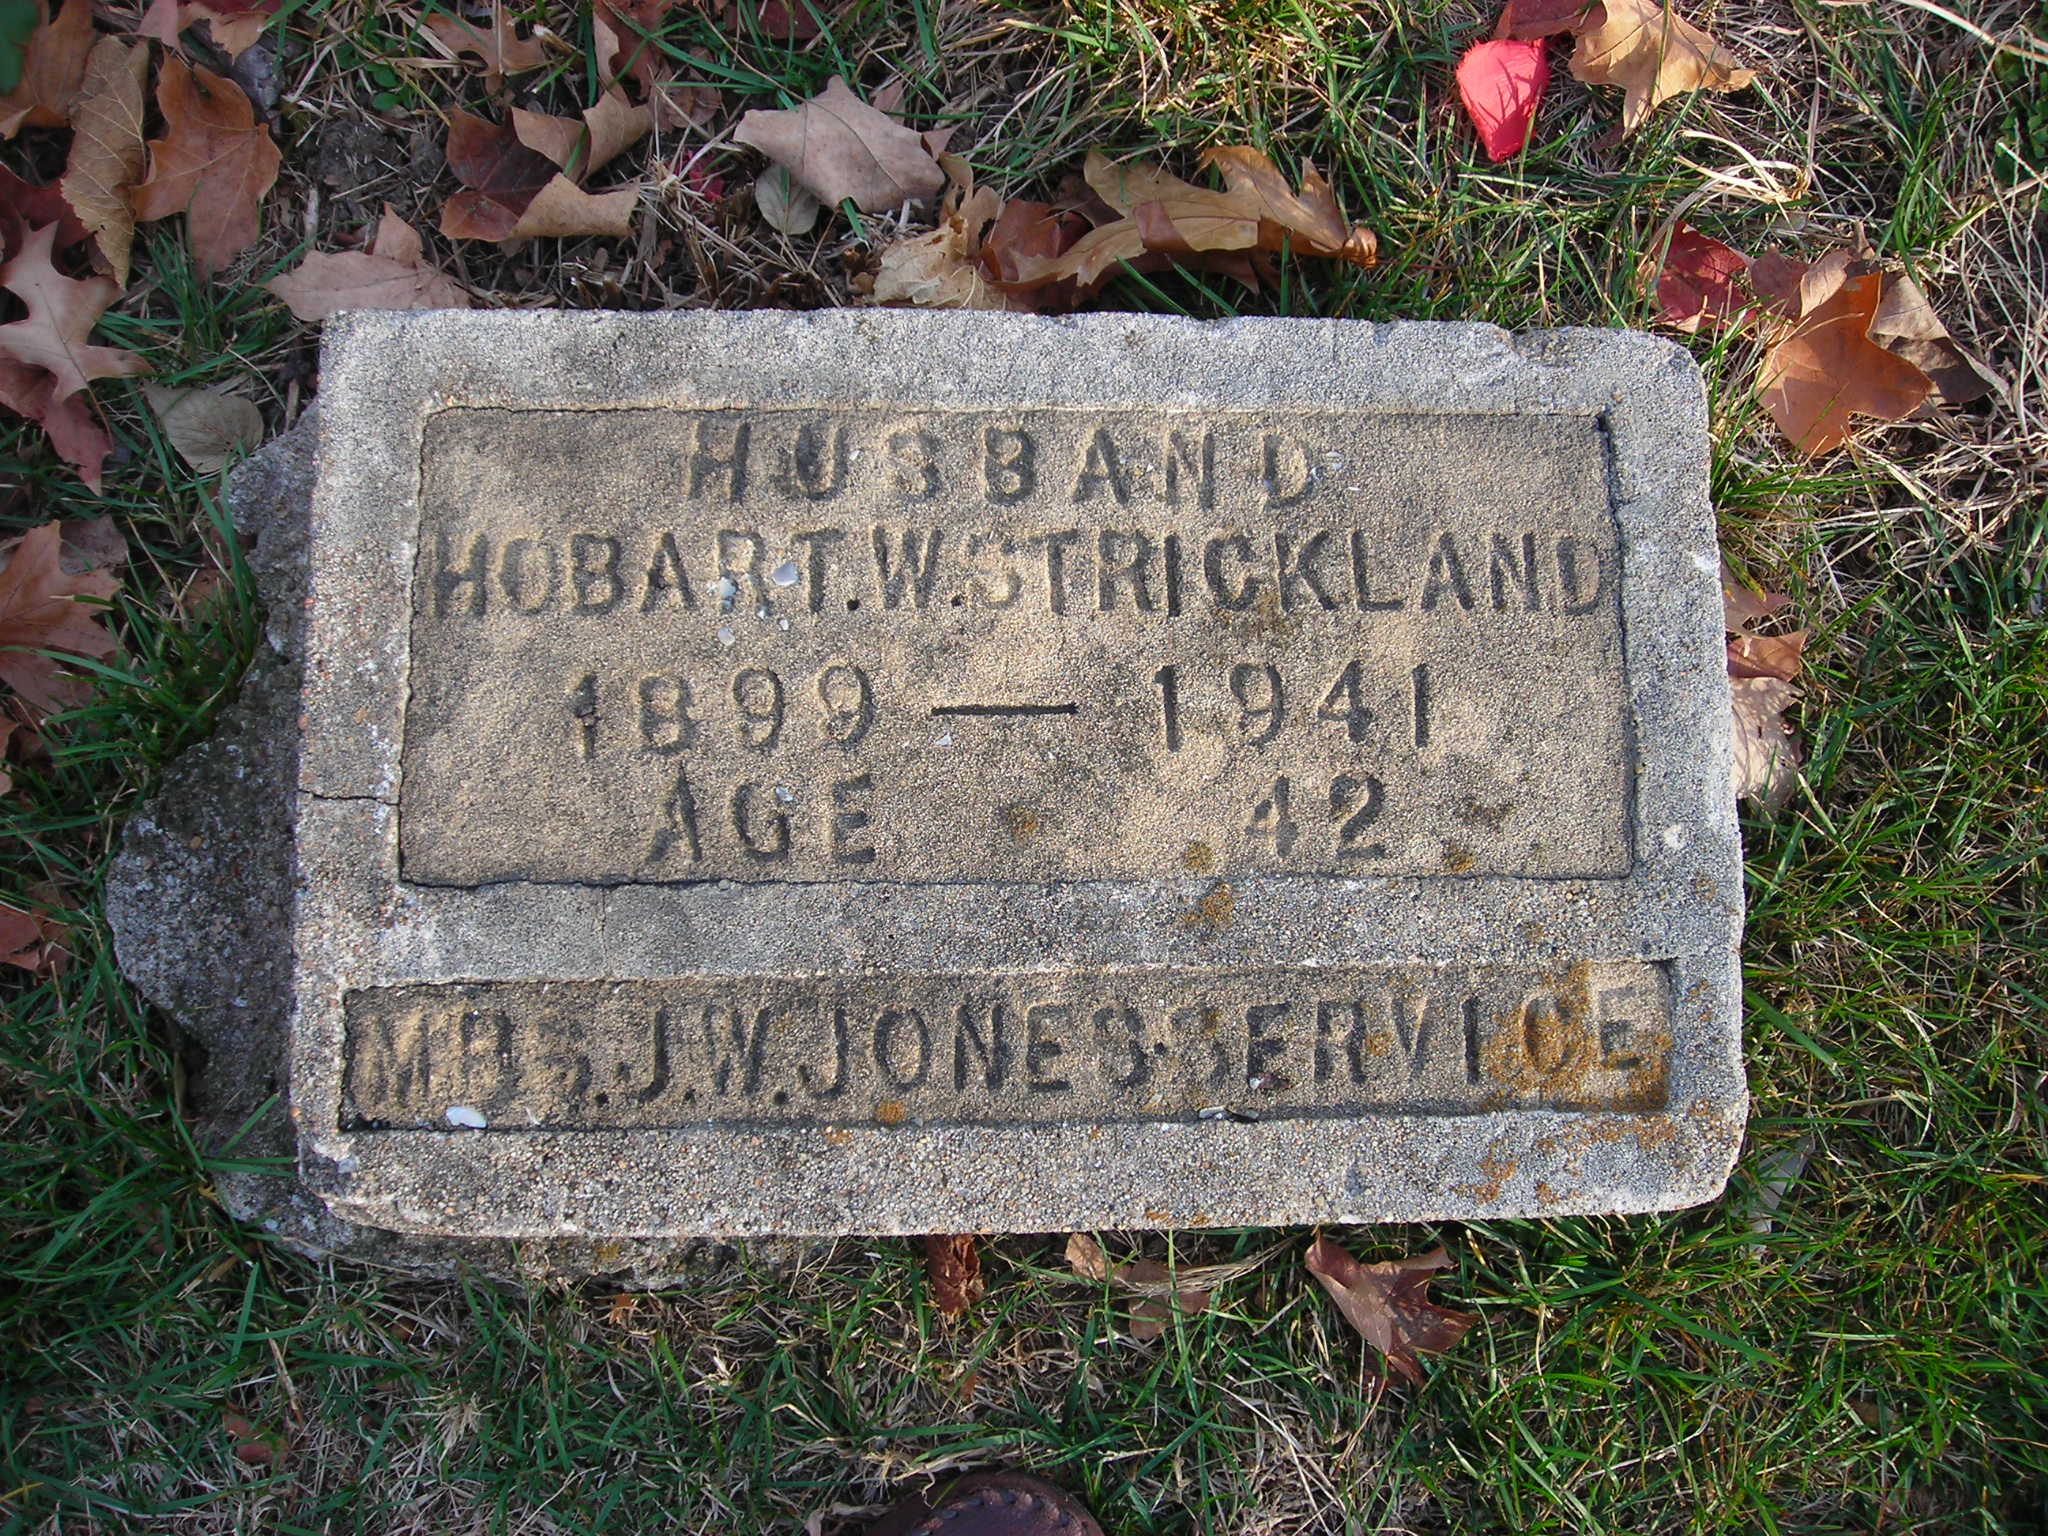 HUSBAND
HOBART.W.STRICKLAND
1899 — 1941
AGE 42
MRS.J.W.JONES.SERVICE